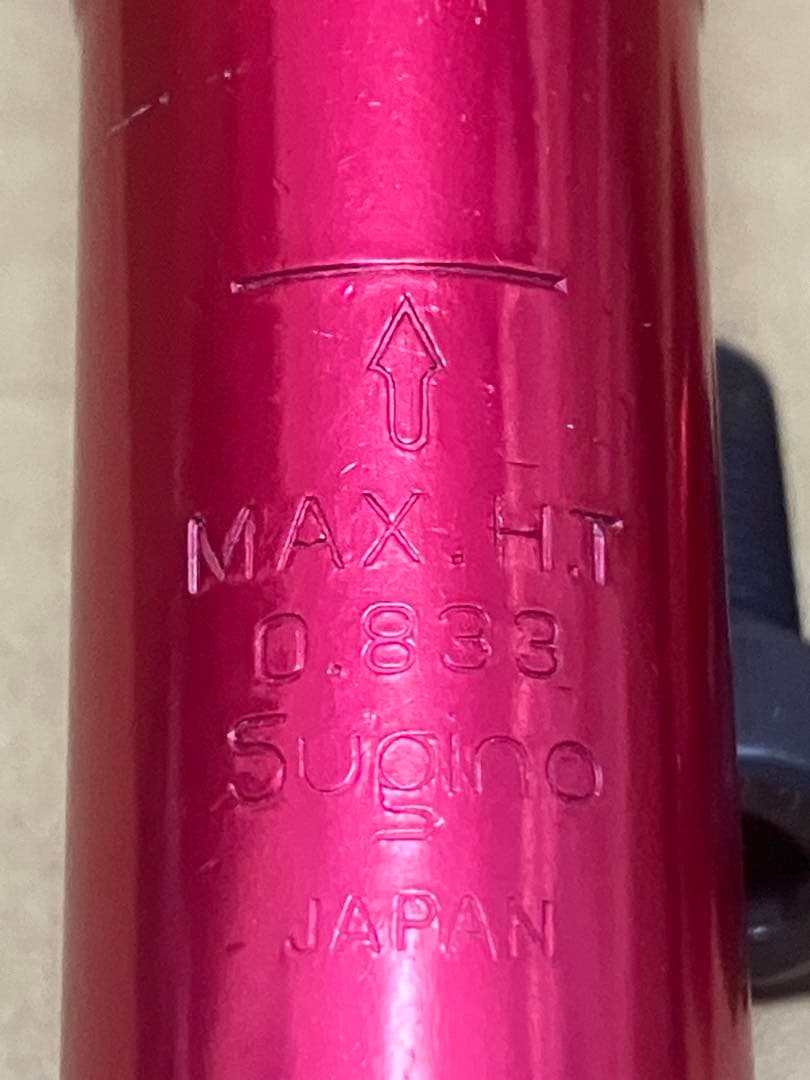 MAX.H.T
0.833
Sugino
JAPAN